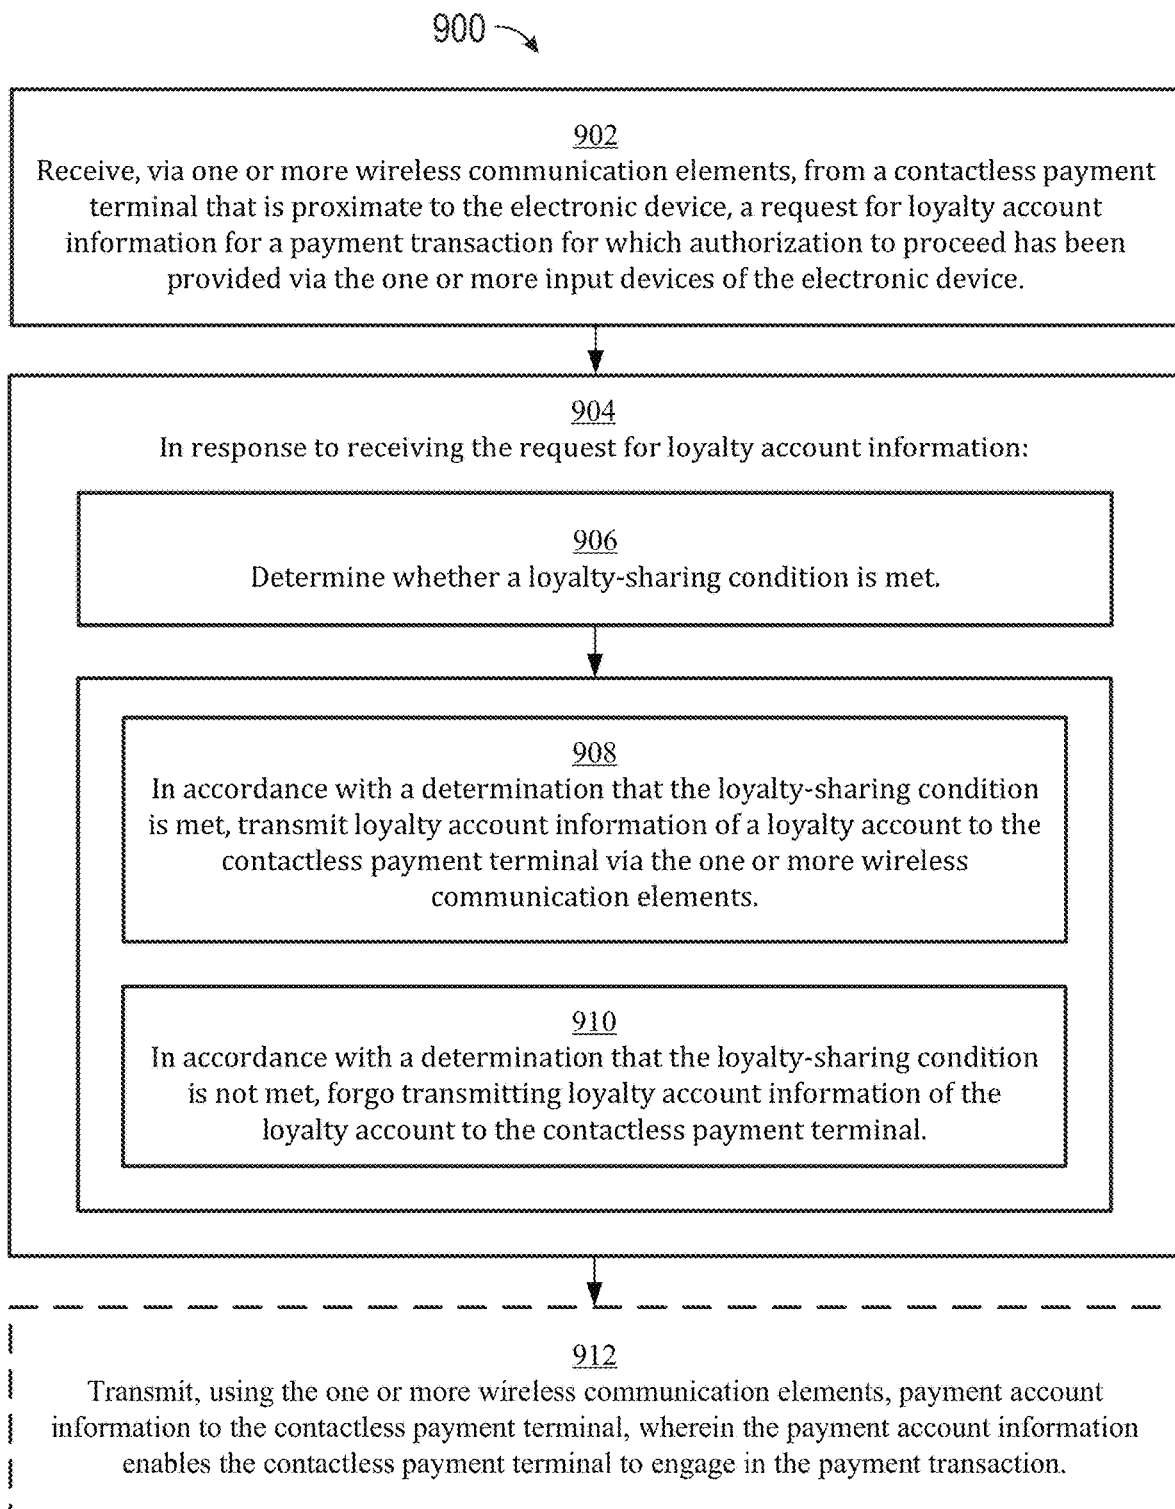 900
902
Receive, via one or more wireless communication elements, from a contactless payment
terminal that is proximate to the electronic device, a request for loyalty account
information for a payment transaction for which authorization to proceed has been
provided via the one or more input devices of the electronic device.
904
In response to receiving the request for loyalty account information:
906
Determine whether a loyalty-sharing condition is met.
908
In accordance with a determination that the loyalty-sharing condition
is met, transmit loyalty account information of a loyalty account to the
contactless payment terminal via the one or more wireless
communication elements.
910
In accordance with a determination that the loyalty-sharing condition
is not met, forgo transmitting loyalty account information of the
loyalty account to the contactless payment terminal.
912
Transmit, using the one or more wireless communication elements, payment account
information to the contactless payment terminal, wherein the payment account information
enables the contactless payment terminal to engage in the payment transaction.